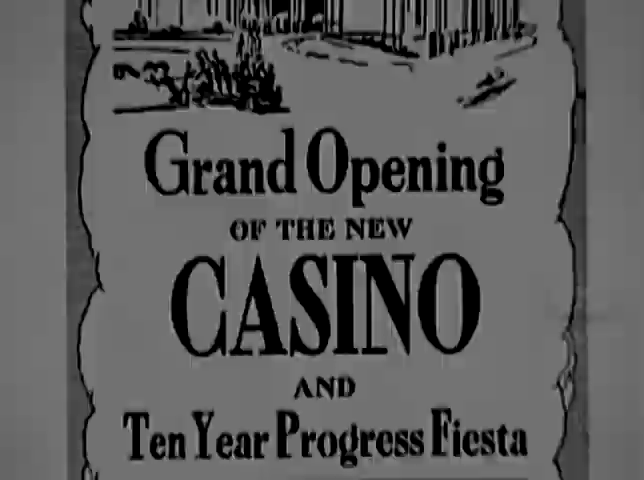 Grand Opening
OF THE NEW
CASINO
AND
Ten Year Progress Fiesta